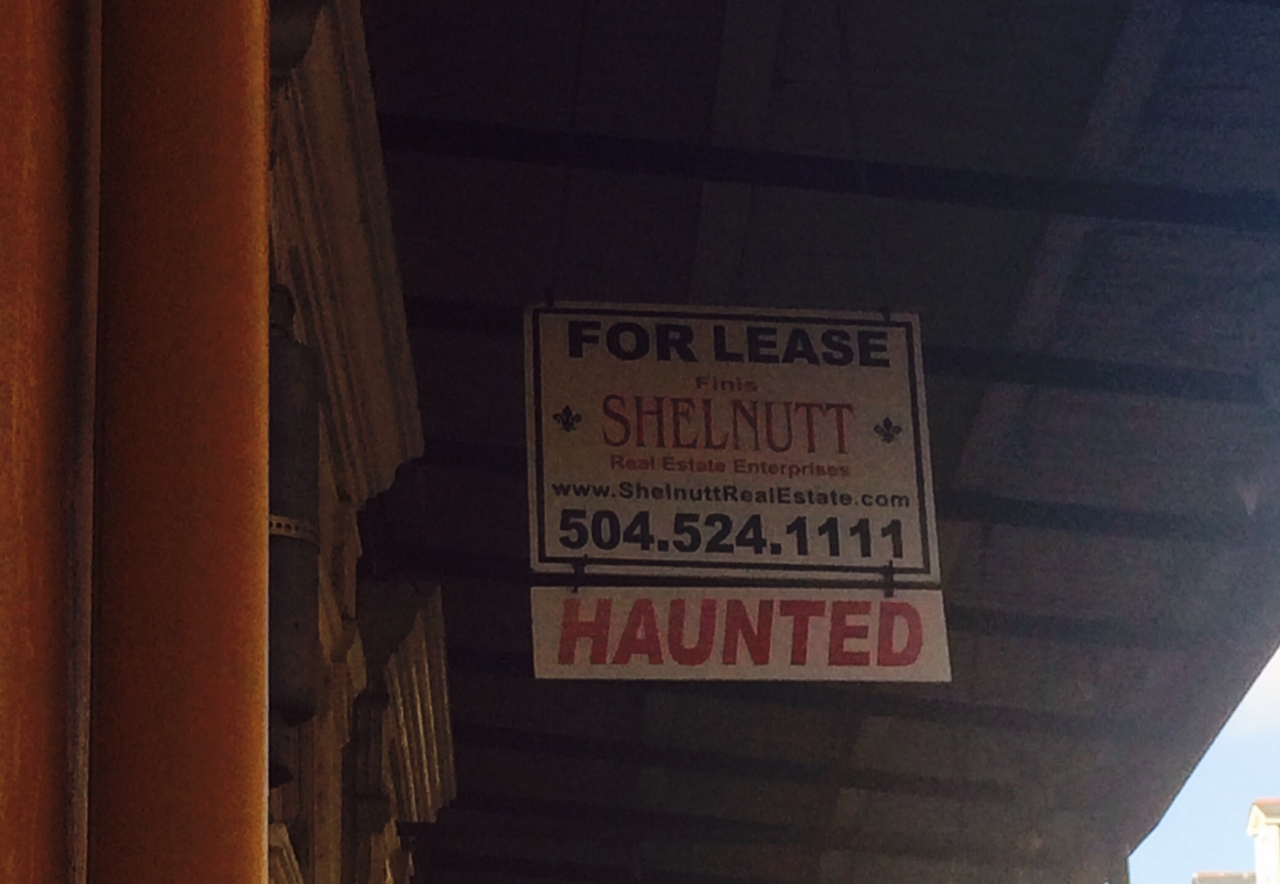 FOR LEASE
Finis
SHELNUTT
Real Estate Enterprises
www.ShelnuttRealEstate.com
504.524.1111
HAUNTED